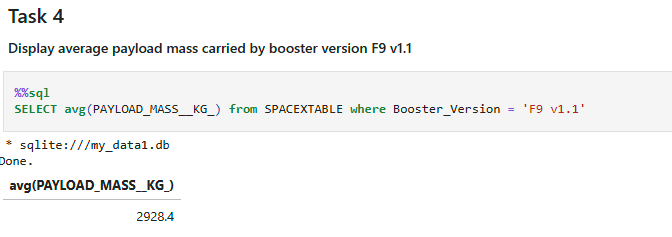 Task 4
Display average payload mass carried by booster version F9 v1.1
%%sql
SELECT avg(PAYLOAD_MASS__KG_) from SPACEXTABLE where Booster_Version = 'F9 v1.1'
* sqlite:///my_data1.db
Done.
avg(PAYLOAD_MASS__KG_)
2928.4